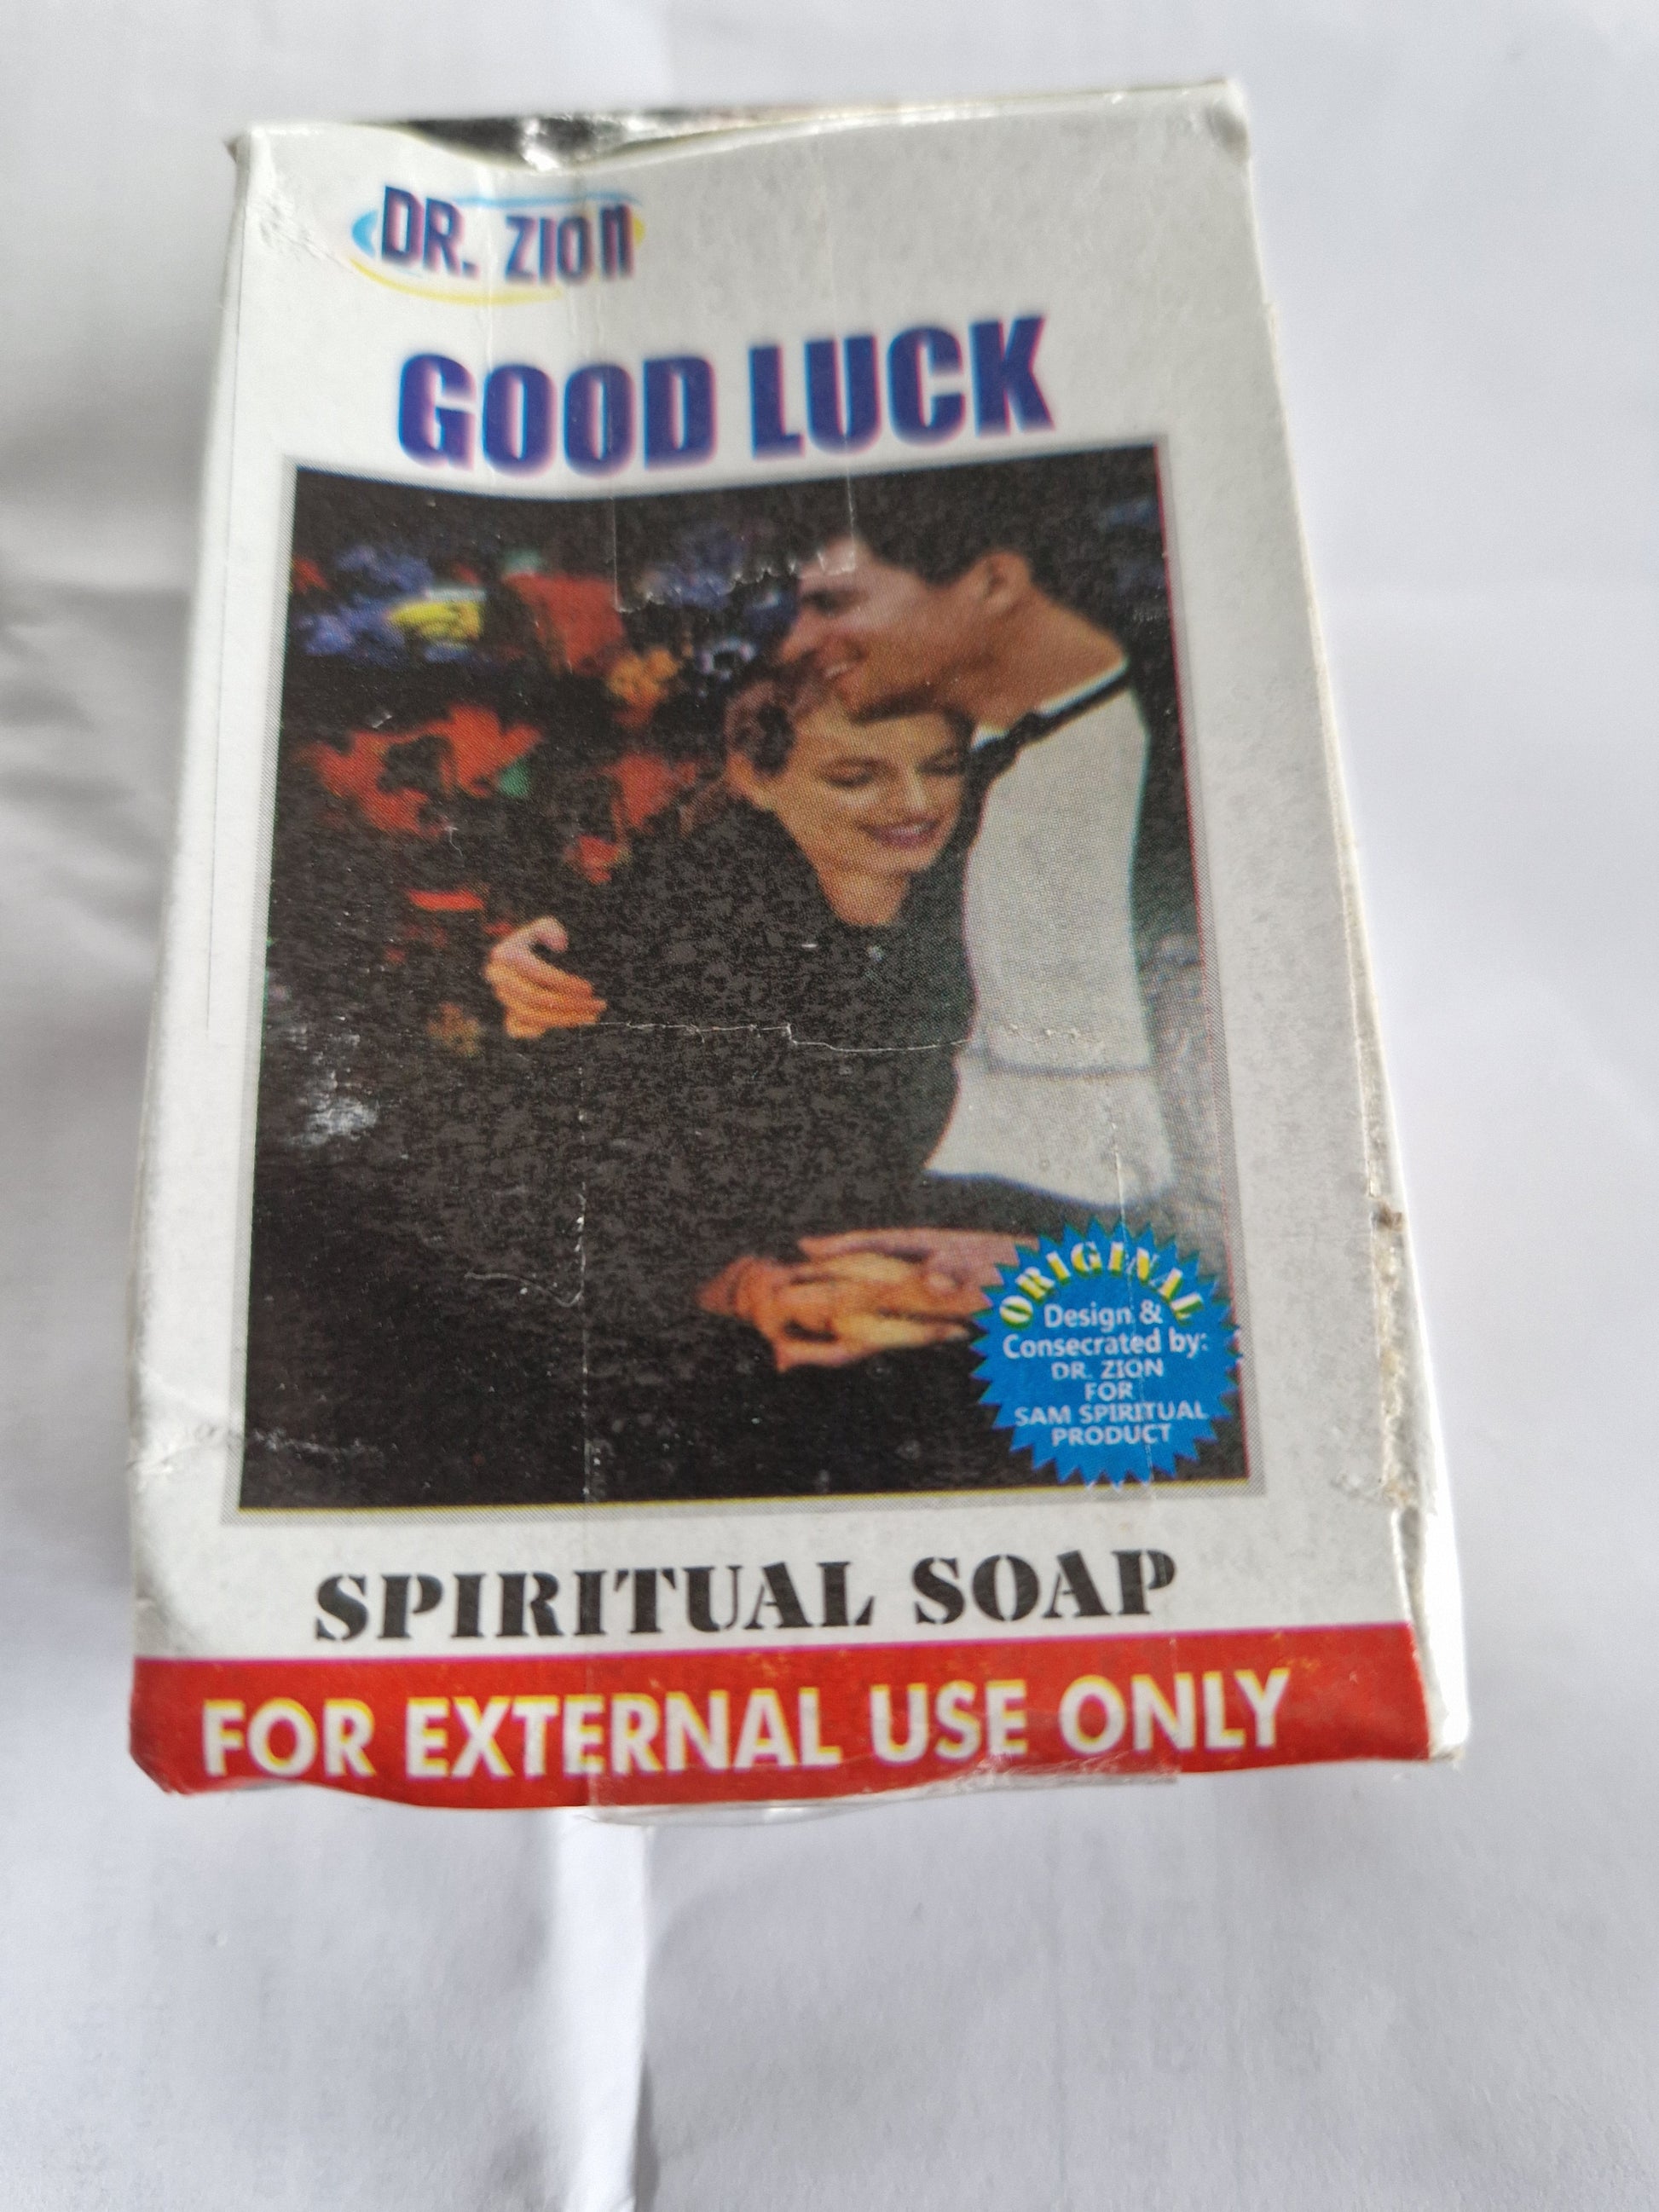 DR. ZION
GOOD LUCK
ORIGINAL
Design &
Consecrated by:
DR. ZION
FOR
SAM SPIRITUAL
PRODUCT
SPIRITUAL SOAP
FOR EXTERNAL USE ONLY